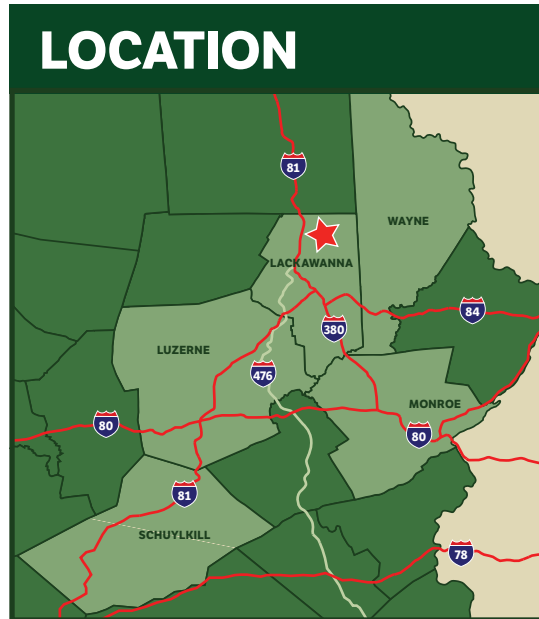 LOCATION
81
WAYNE
LACKAWANNA
84
380
LUZERNE
476
MONROE
80
80
81
SCHUYLKILL
78